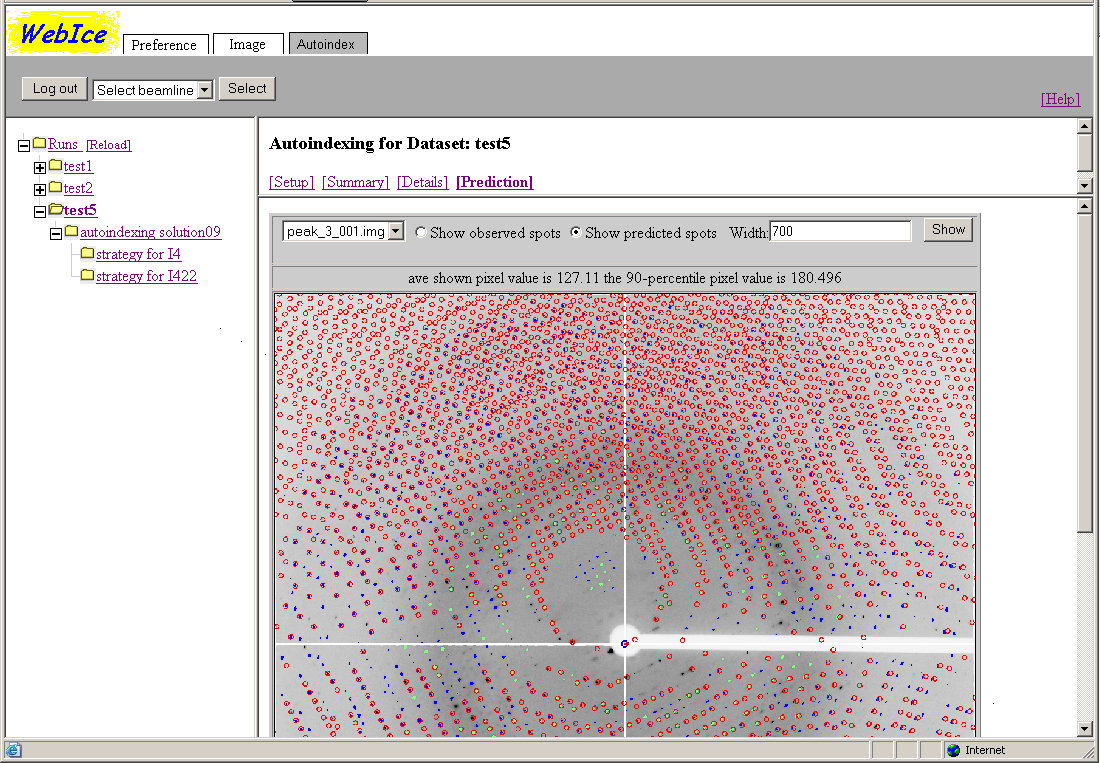 WebIce Preference Image Autoindex
Log out Select beamline Select
[Help]
Runs [Reload]
test1
test2
test5
autoindexing solution09
strategy for I4
strategy for I422
Autoindexing for Dataset: test5
[Setup] [Summary] [Details] [Prediction]
peak_3_001.img Show observed spots Show predicted spots Width: 700 Show
ave shown pixel value is 127.11 the 90-percentile pixel value is 180.496
Internet